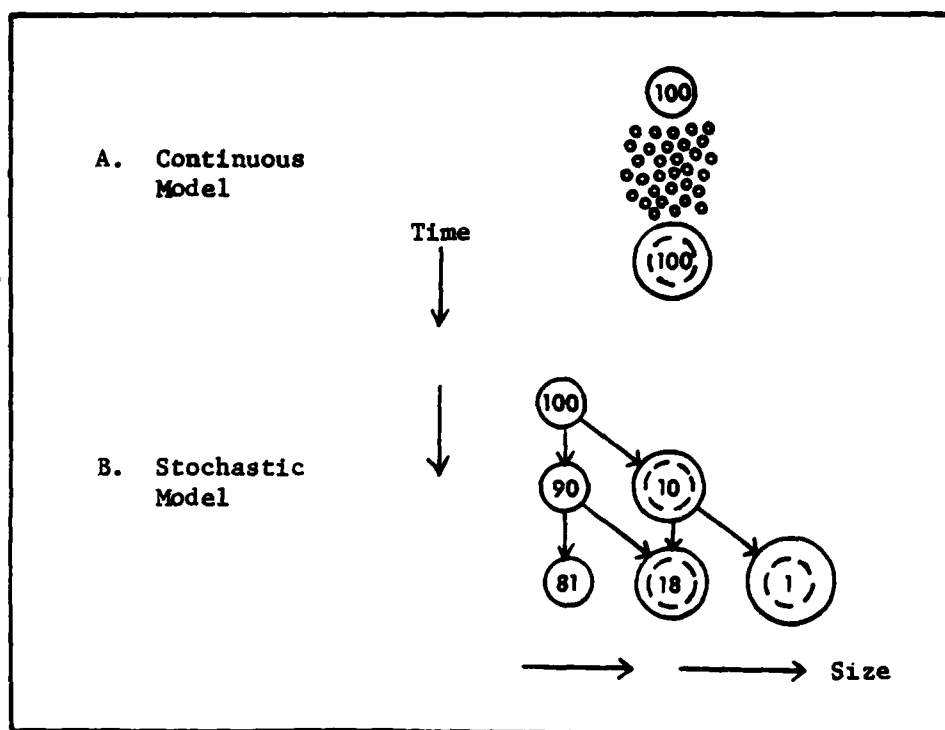 100
A. Continuous
Model
Time
100
100
B. Stochastic
Model
90 10
81 18 1
Size